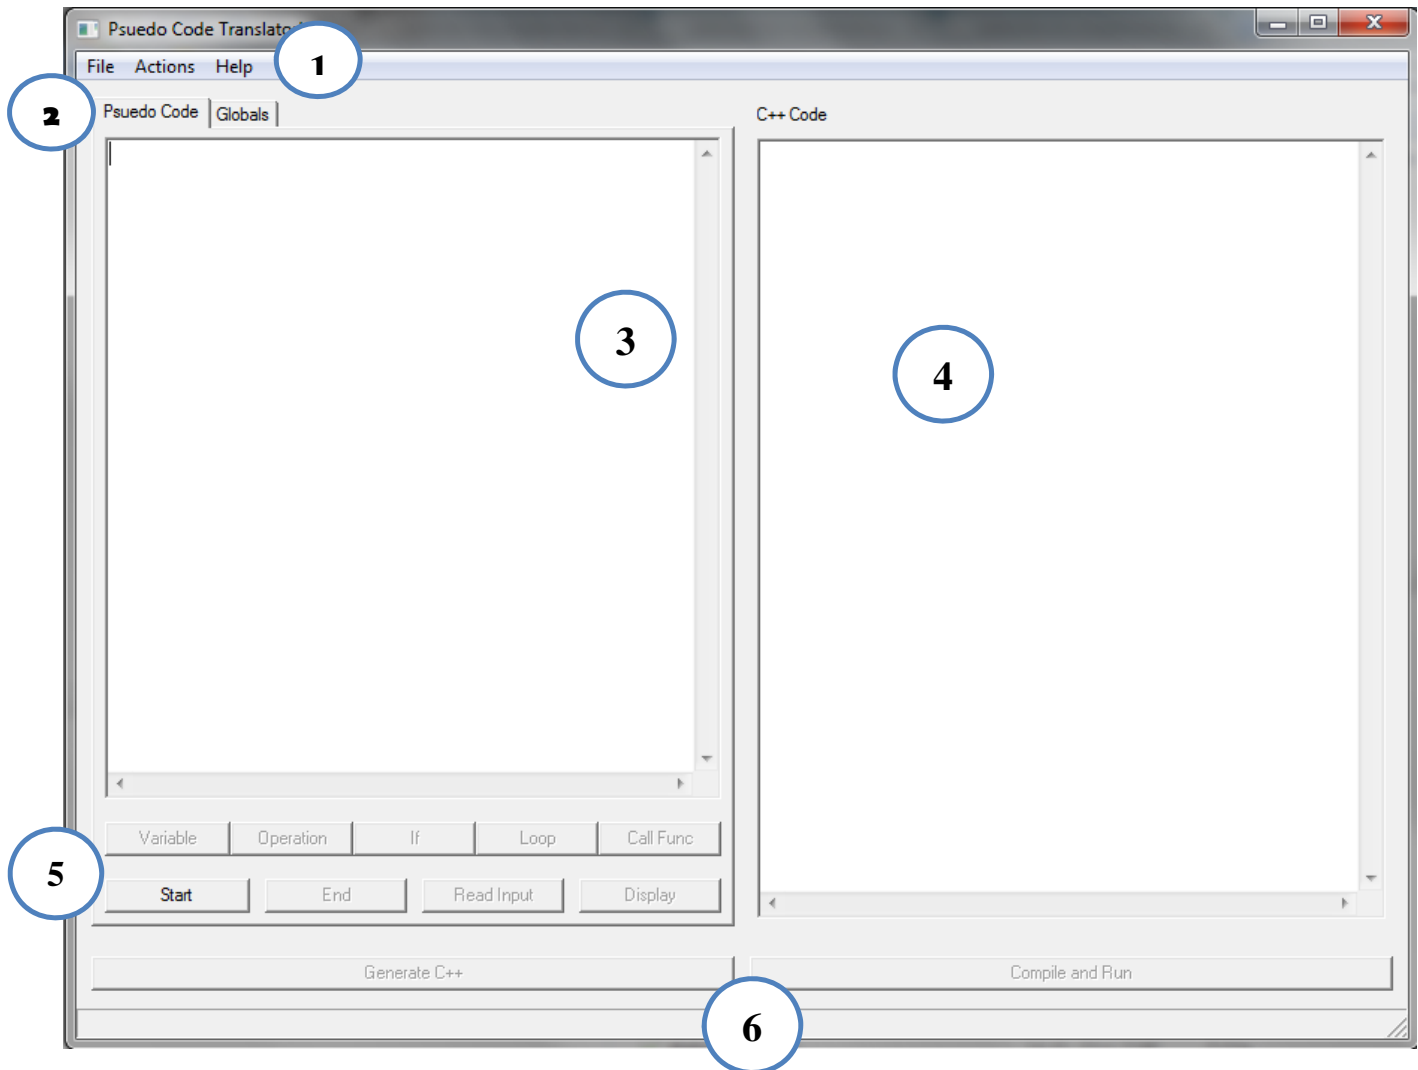 Psuedo Code Translator
File Actions Help
1
2
Psuedo Code Globals
C++ Code
3
4
Variable Operation If Loop Call Func
5
Start End Read Input Display
Generate C++ Compile and Run
6